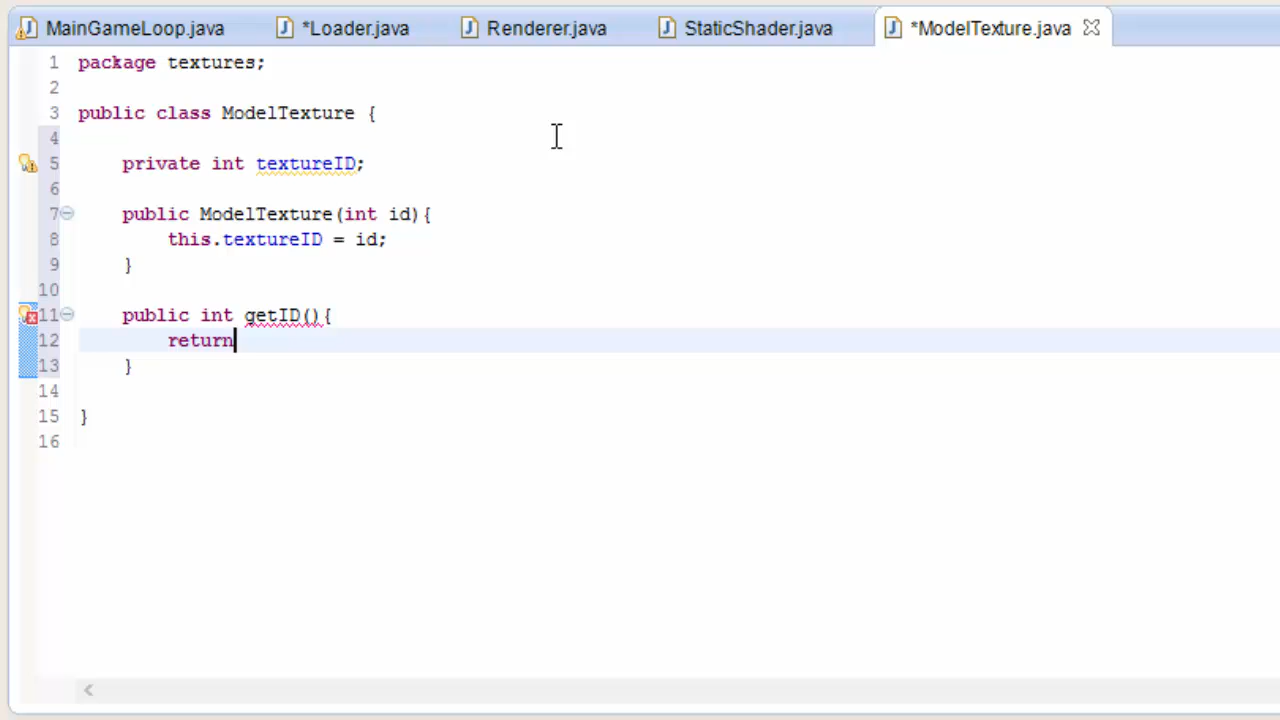 MainGameLoop.java *Loader.java Renderer.java StaticShader.java *ModelTexture.java
1 package textures;
2
3 public class ModelTexture {
4
5 private int textureID;
6
7 public ModelTexture(int id){
8 this.textureID = id;
9 }
10
11 public int getID(){
12 return
13 }
14
15 }
16